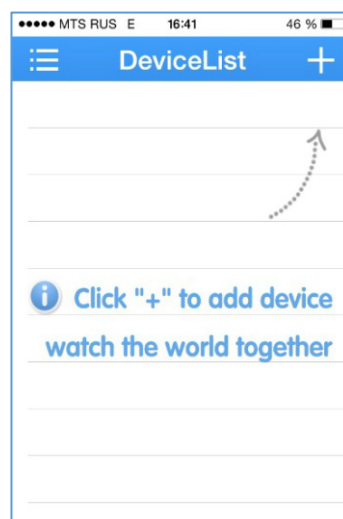 MTS RUS E 16:41 46 %
DeviceList
Click "+" to add device
watch the world together